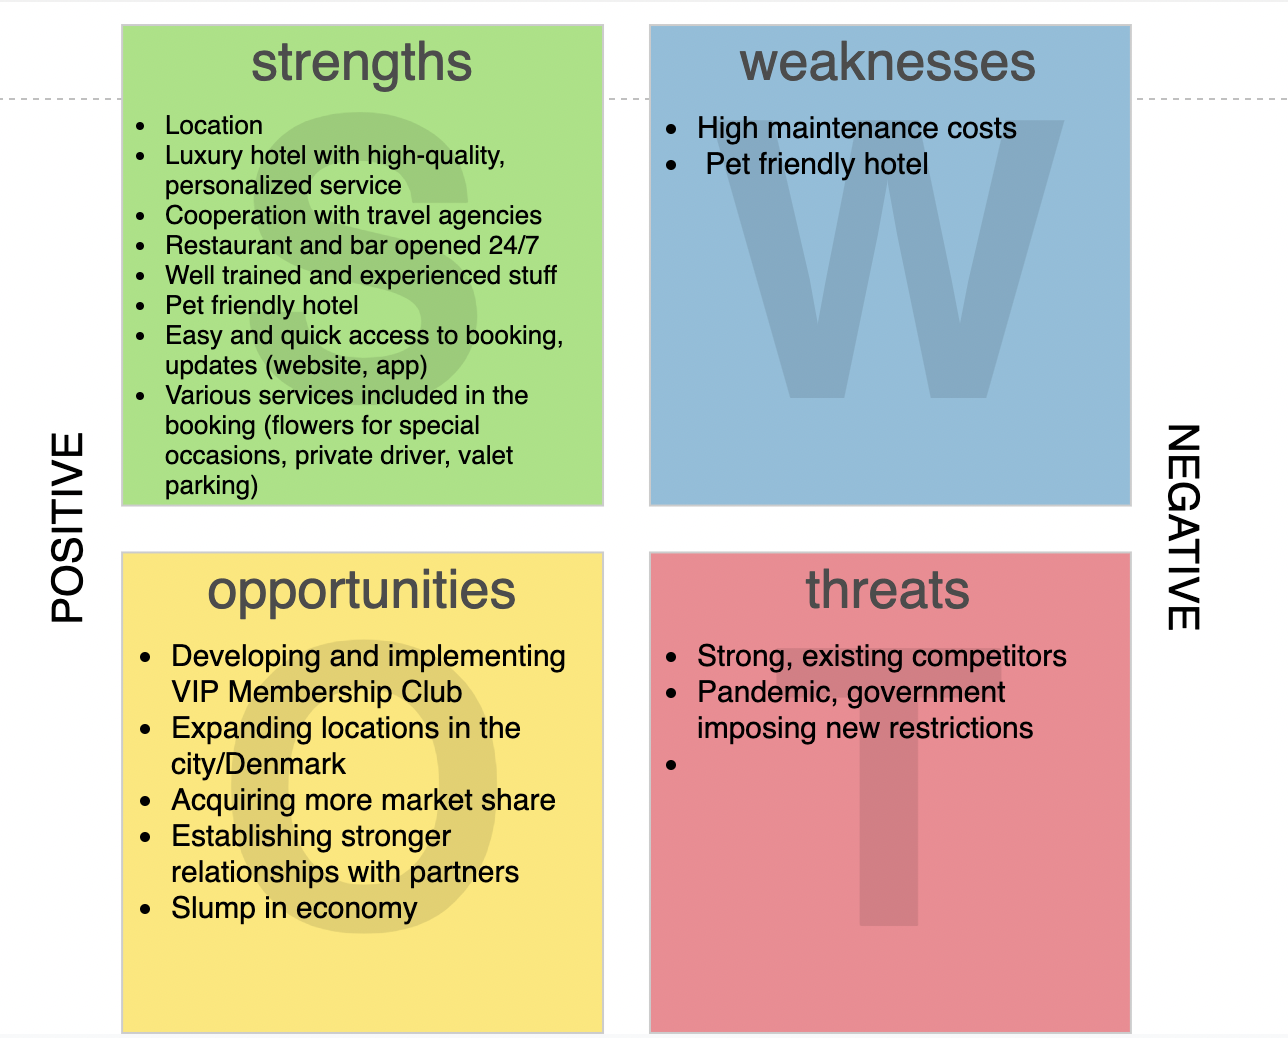 strengths
• Location
• Luxury hotel with high-quality,
personalized service
• Cooperation with travel agencies
• Restaurant and bar opened 24/7
• Well trained and experienced stuff
• Pet friendly hotel
• Easy and quick access to booking,
updates (website, app)
• Various services included in the
booking (flowers for special
occasions, private driver, valet
parking)
S
weaknesses
• High maintenance costs
• Pet friendly hotel
W
POSITIVE
NEGATIVE
opportunities
• Developing and implementing
VIP Membership Club
• Expanding locations in the
city/Denmark
• Acquiring more market share
• Establishing stronger
relationships with partners
• Slump in economy
O
threats
• Strong, existing competitors
• Pandemic, government
imposing new restrictions
•
T